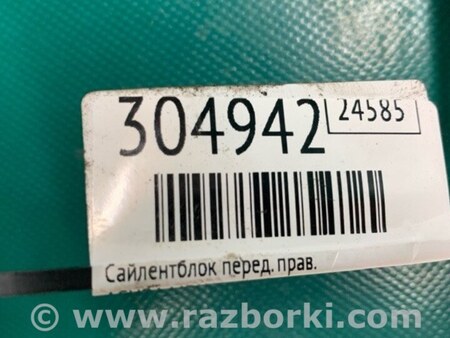 304942
24585
Сайлентблок перед. прав.
© www.razborki.com